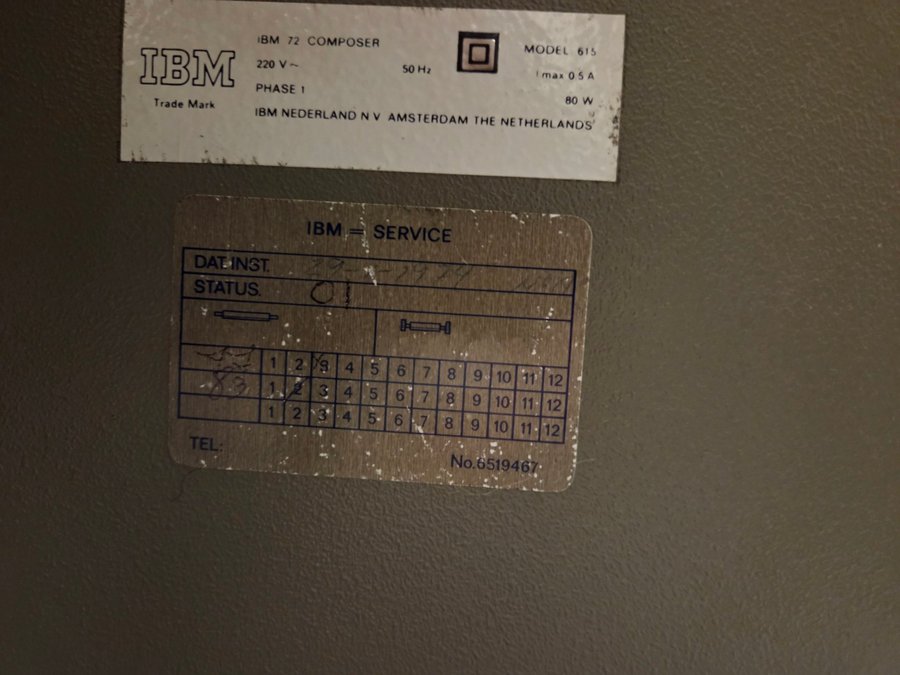 IBM
Trade Mark
IBM 72 COMPOSER
MODEL 615
220 V~
50 Hz
I max 0.5 A
PHASE 1
80 W
IBM NEDERLAND N V AMSTERDAM THE NETHERLANDS
IBM = SERVICE
DAT.INST.
STATUS. 01
1 2 3 4 5 6 7 8 9 10 11 12
83 1 2 3 4 5 6 7 8 9 10 11 12
1 2 3 4 5 6 7 8 9 10 11 12
TEL:
No.6519467